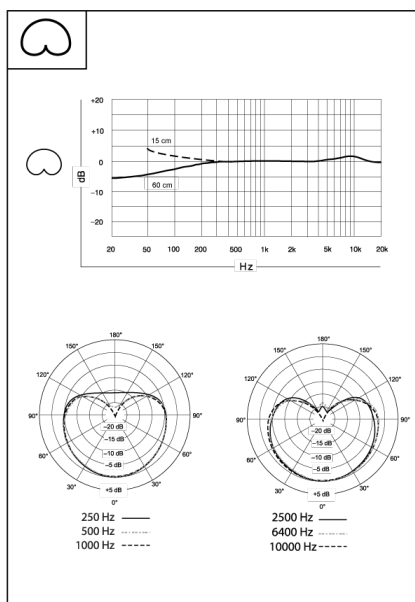 +20
+10
15 cm
0
dB
60 cm
−10
−20
20 50 100 200 500 1k 2k 5k 10k 20k
Hz
180°
150° 150°
120° 120°
90° 90°
−20 dB
−15 dB
60° −10 dB 60°
−5 dB
30° +5 dB 30°
0°
250 Hz
500 Hz
1000 Hz
180°
150° 150°
120° 120°
90° 90°
−20 dB
−15 dB
60° −10 dB 60°
−5 dB
30° +5 dB 30°
0°
2500 Hz
6400 Hz
10000 Hz